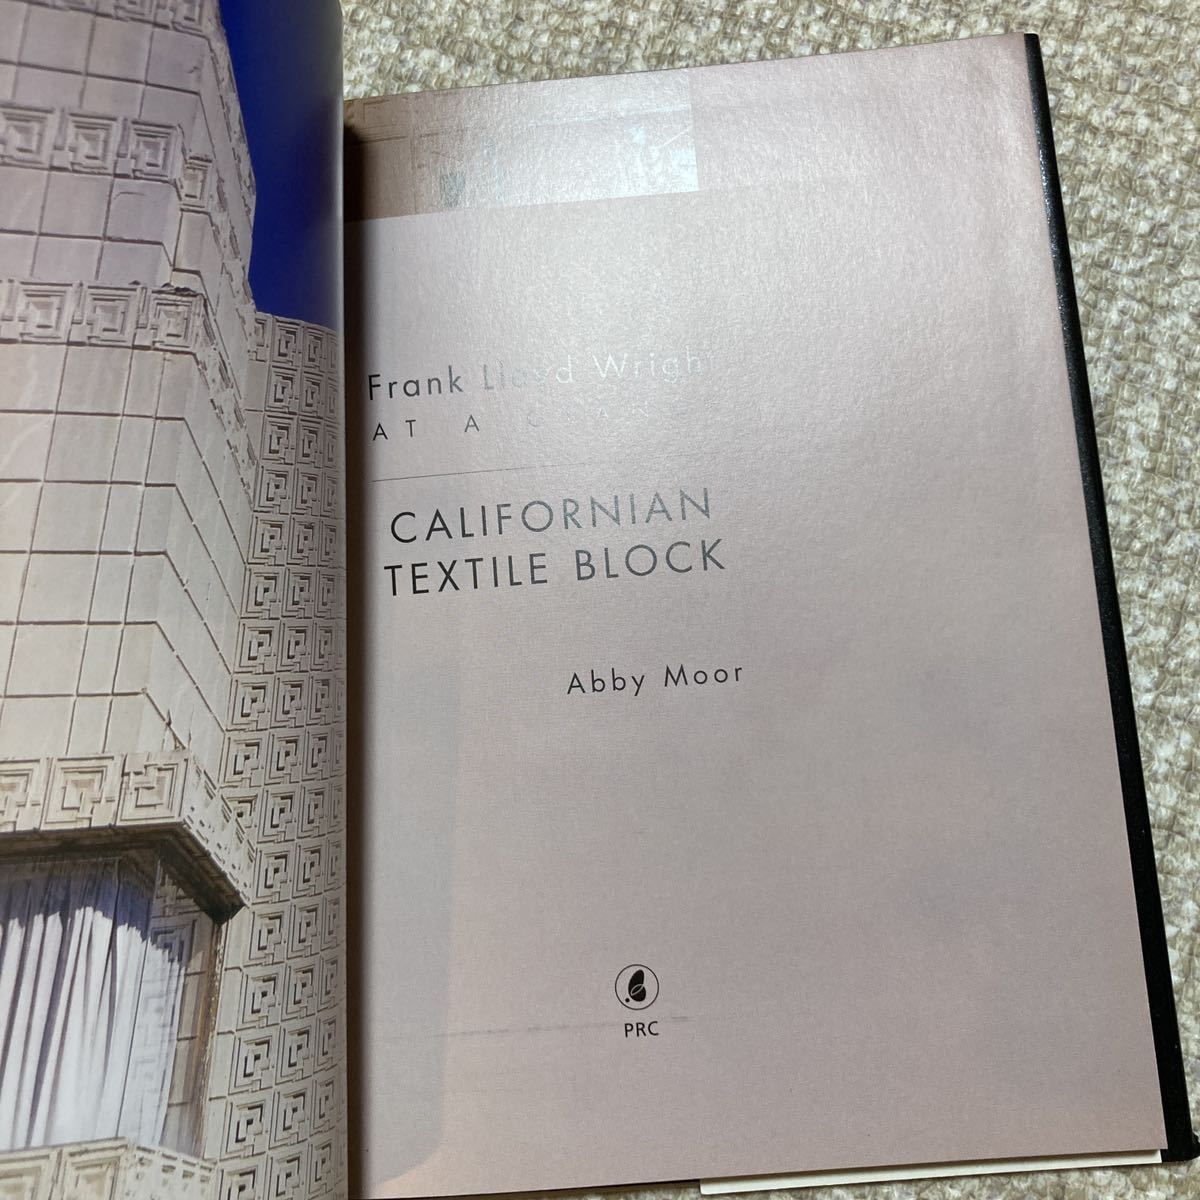 Frank Lloyd Wright
AT A GLANCE
CALIFORNIAN
TEXTILE BLOCK
Abby Moor
PRC